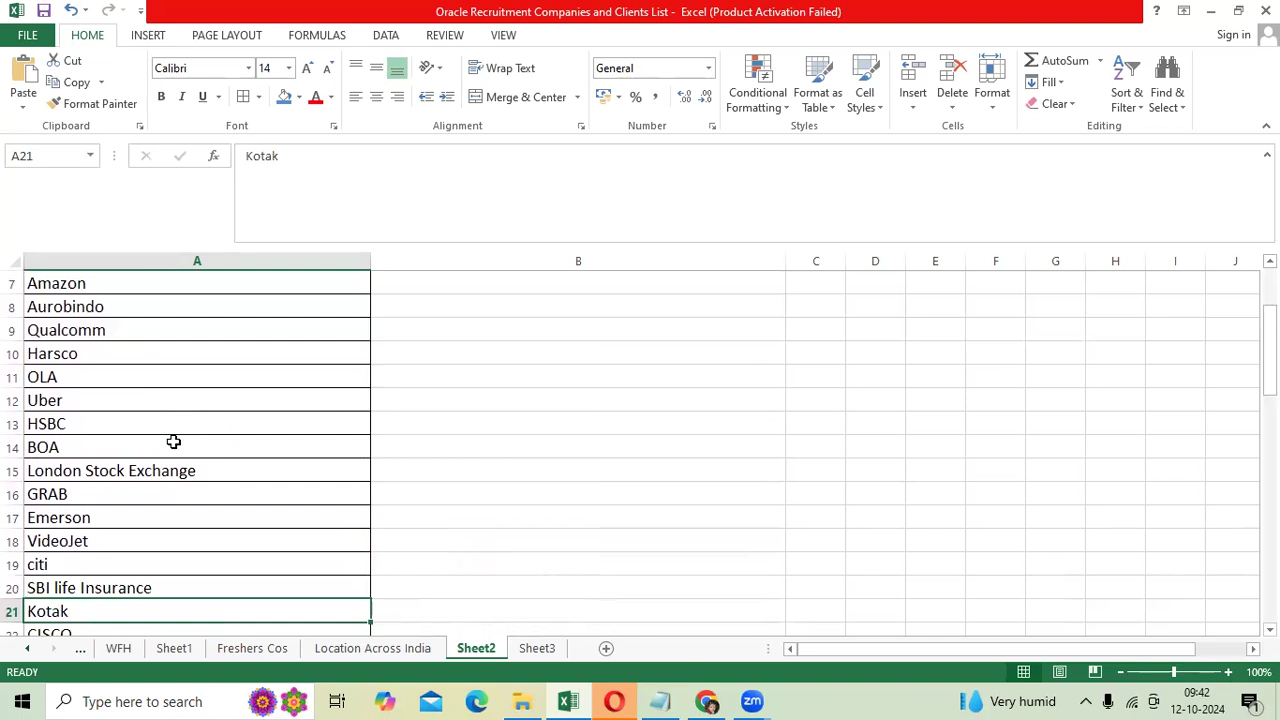 Oracle Recruitment Companies and Clients List - Excel (Product Activation Failed)
FILE HOME INSERT PAGE LAYOUT FORMULAS DATA REVIEW VIEW Sign in
Paste Cut Copy Format Painter
Calibri 14 Wrap Text General
B I U A Merge & Center %
Conditional Formatting Format as Table Cell Styles Insert Delete Format
AutoSum Fill Clear Sort & Filter Find & Select
Clipboard Font Alignment Number Styles Cells Editing
A21 fx Kotak
A B C D E F G H I J
7 Amazon
8 Aurobindo
9 Qualcomm
10 Harsco
11 OLA
12 Uber
13 HSBC
14 BOA
15 London Stock Exchange
16 GRAB
17 Emerson
18 VideoJet
19 citi
20 SBI life Insurance
21 Kotak
22 CISCO
... WFH Sheet1 Freshers Cos Location Across India Sheet2 Sheet3
READY 100%
Type here to search Very humid 09:42
12-10-2024